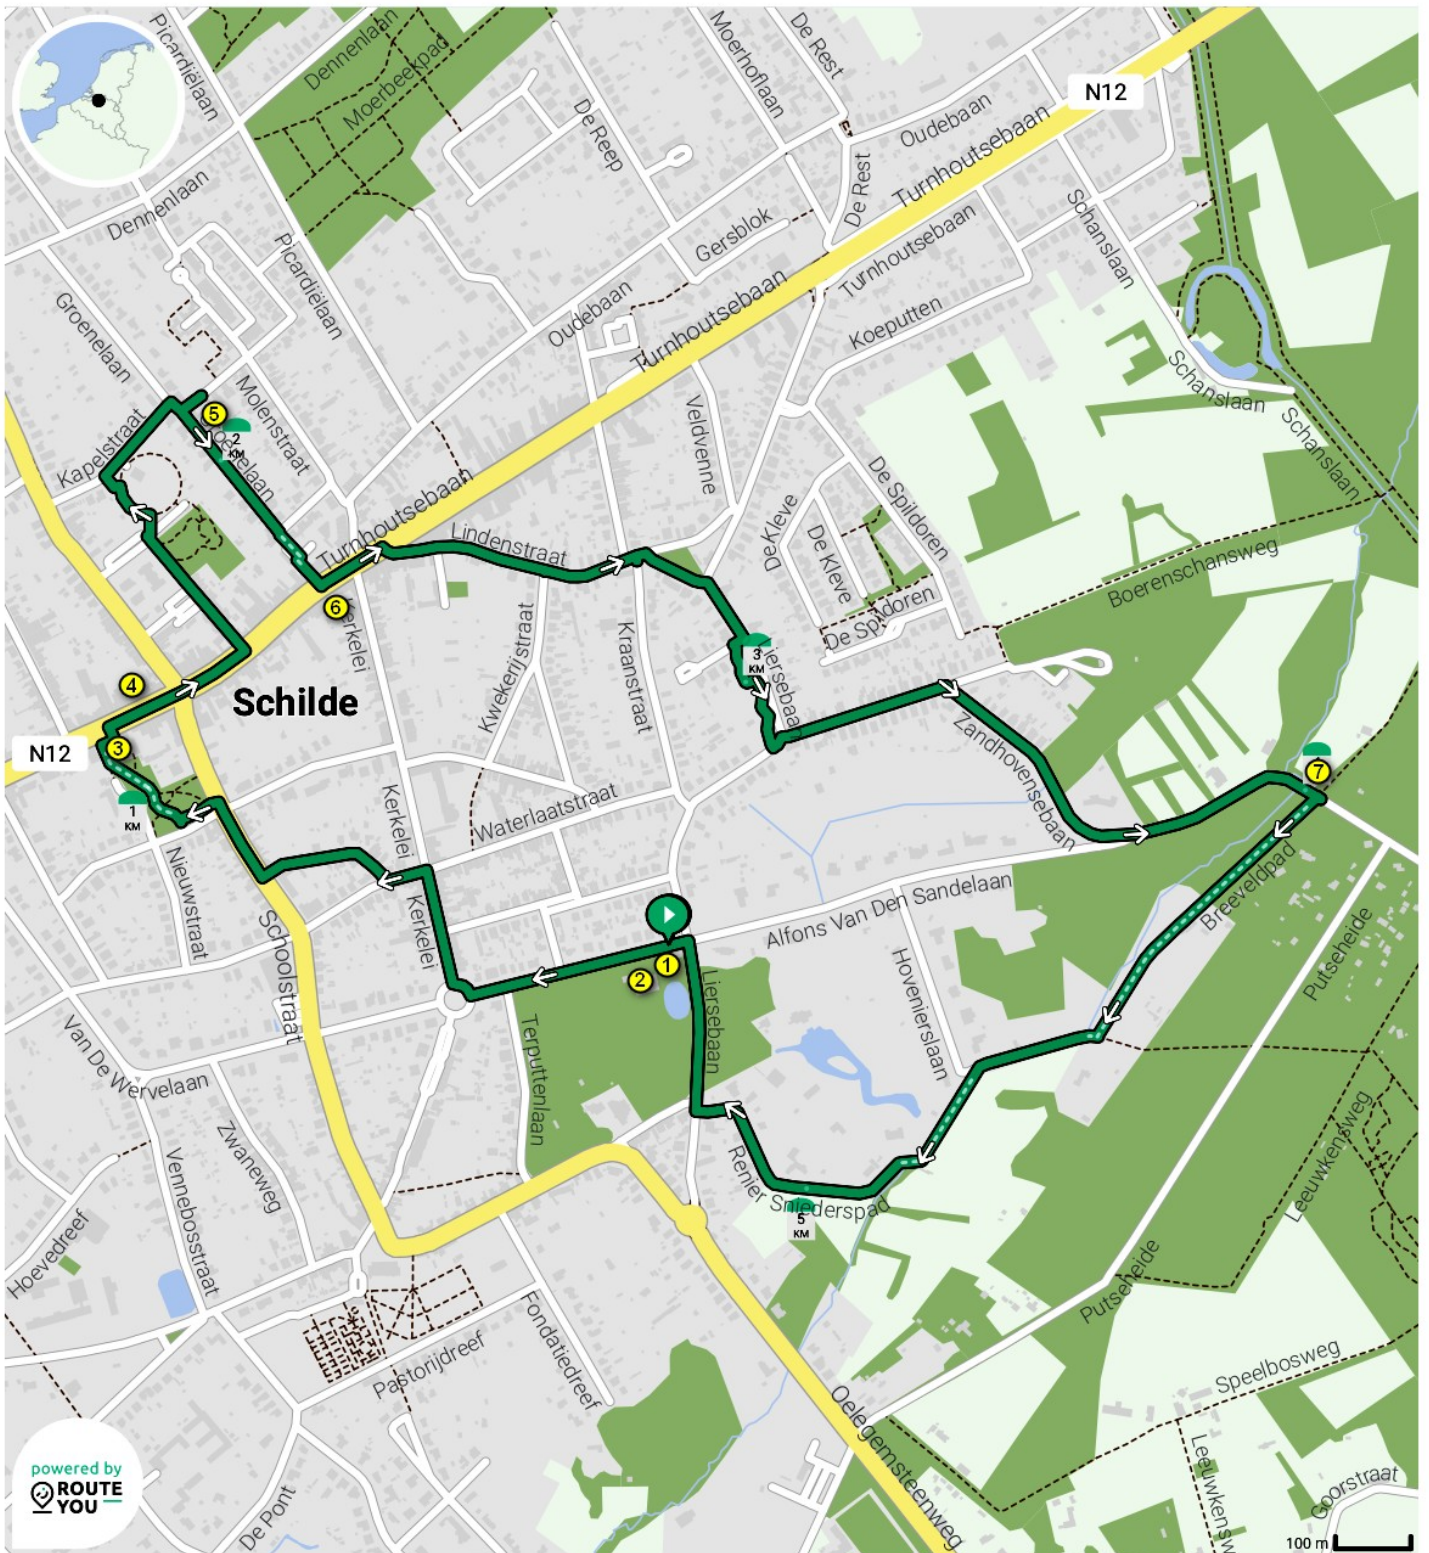 Picardiëlaan
Dennenlaan
Moerbeekpad
Moerhoflaan
De Rest
N12
De Reep
Oudebaan
Turnhoutsebaan
De Rest
Dennenlaan
Schanslaan
Picardiëlaan
Gersblok
Turnhoutsebaan
Groenelaan
Oudebaan
Turnhoutsebaan
Koeputten
Schanslaan
Molenstraat
Kapelstraat
5
2
KM
Veldvenne
Schanslaan
De Spildoren
Turnhoutsebaan
Lindenstraat
De Kleve
De Kleve
Boerenschansweg
6
Kerkelei
Kwekerijstraat
Kraanstraat
De Spildoren
3
KM
Liersebaan
4
Schilde
Zandhovensebaan
N12
3
7
1
KM
Kerkelei
Waterlaatstraat
Nieuwstraat
Kerkelei
Schoolstraat
Alfons Van Den Sandelaan
Breeveldpad
Putseheide
1
2
Liersebaan
Hovenierslaan
Terputtenlaan
Van De Wervelaan
Zwaneweg
Vennebosstraat
Renier Sniederspad
5
KM
Leeuwkensweg
Hoevedreef
Putseheide
Fondatiedreef
Pastorijdreef
Speelbosweg
Oelegemsteenweg
Leeuwkensw
Goorstraat
De Pont
powered by
ROUTE
YOU
100 m